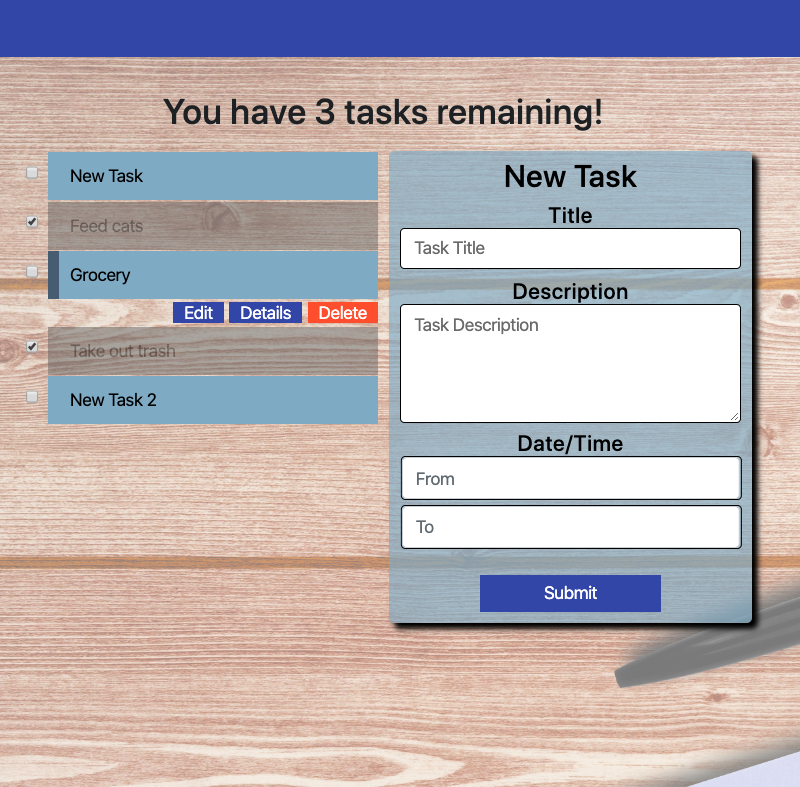 You have 3 tasks remaining!
New Task
Feed cats
Grocery
Edit Details Delete
Take out trash
New Task 2
New Task
Title
Task Title
Description
Task Description
Date/Time
From
To
Submit